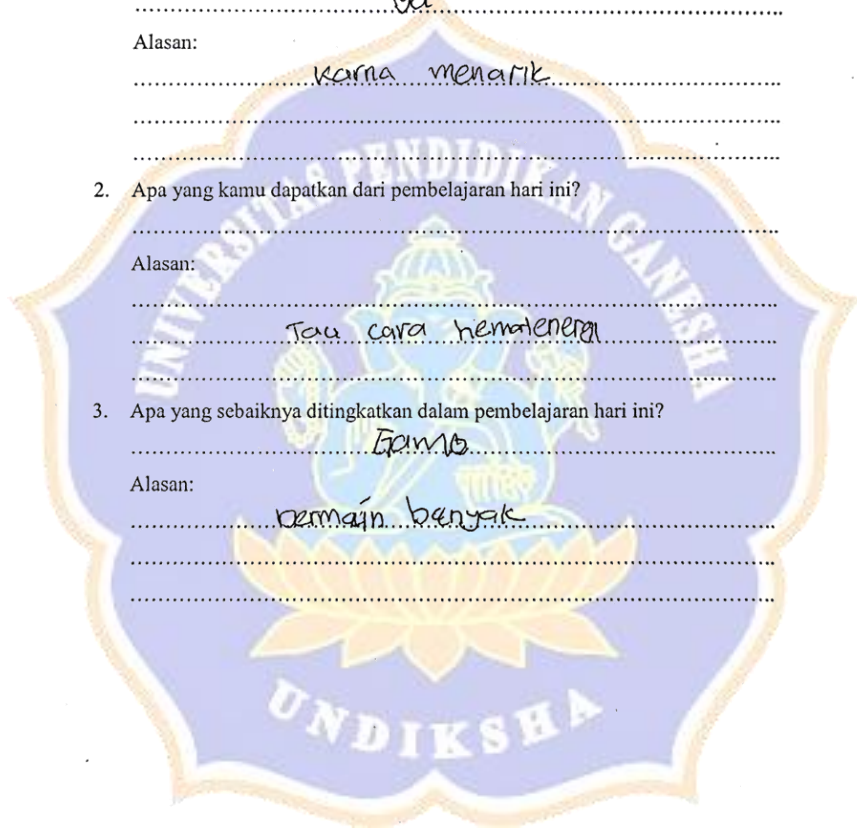 ya
Alasan:
karna menarik
UNIVERSITAS PENDIDIKAN GANESHA
2. Apa yang kamu dapatkan dari pembelajaran hari ini?
Alasan:
Tau cara hematenergi
3. Apa yang sebaiknya ditingkatkan dalam pembelajaran hari ini?
Game
Alasan:
bermain banyak
UNDIKSHA